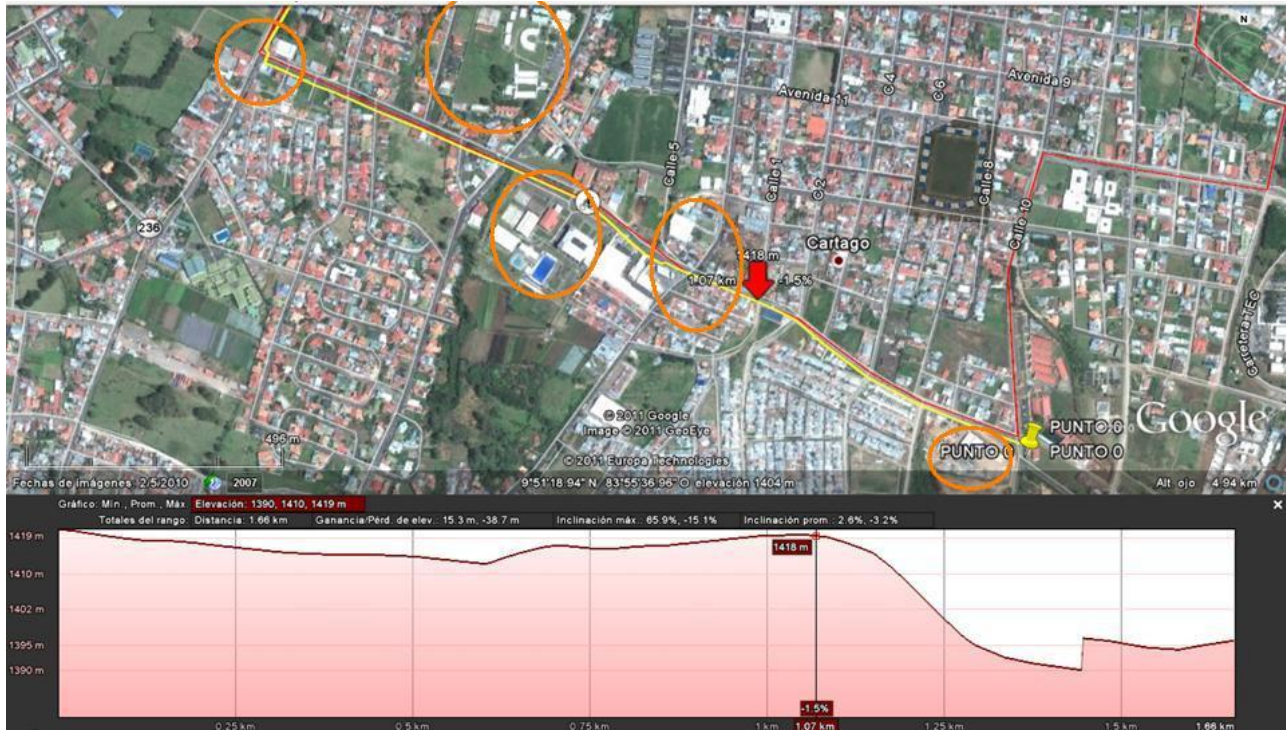 N
Avenida 9
Avenida 11
C 4
C 6
Calle 8
Calle 5
Calle 1
C 2
Calle 10
236
Cartago
1418 m
1.07 km
-1.5%
Carretera TEC
© 2011 Google
Image © 2011 GeoEye
© 2011 Europa Technologies
Google
PUNTO 0
PUNTO 0
PUNTO 0
496 m
Fechas de imágenes: 2/5/2010
2007
9°51'18.94" N 83°55'36.96" O elevación 1404 m
Alt. ojo 4.94 km
Gráfico: Mín., Prom., Máx. Elevación: 1390, 1410, 1419 m
Totales del rango: Distancia: 1.66 km Ganancia/Pérd. de elev.: 15.3 m, -38.7 m Inclinación máx.: 65.9%, -15.1% Inclinación prom.: 2.6%, -3.2%
1419 m
1410 m
1402 m
1395 m
1390 m
1418 m
-1.5%
0.25 km
0.5 km
0.75 km
1 km
1.07 km
1.25 km
1.5 km
1.66 km